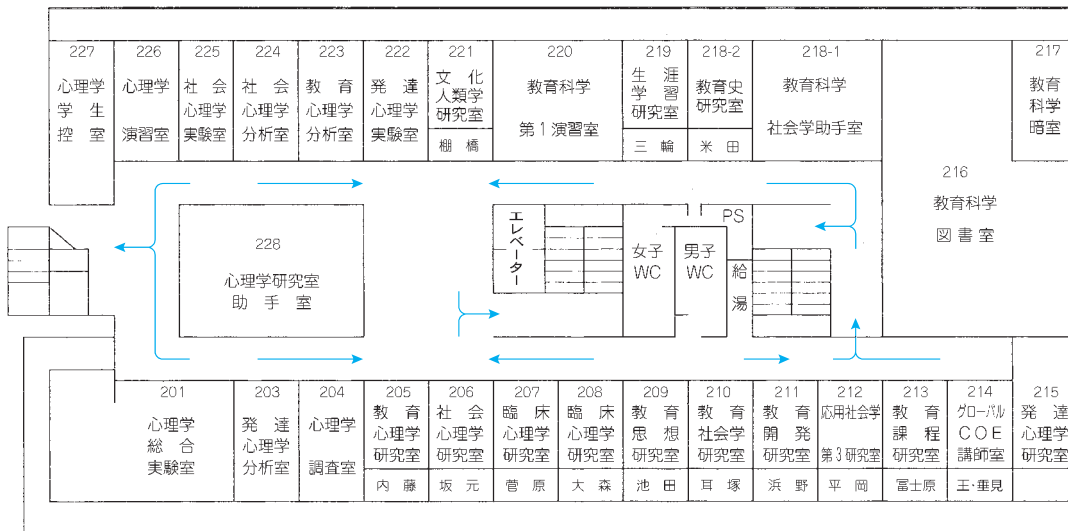 227
心理学
学生
控室
226
心理学
演習室
225
社会
心理学
実験室
224
社会
心理学
分析室
223
教育
心理学
分析室
222
発達
心理学
実験室
221
文化
人類学
研究室
棚橋
220
教育科学
第1演習室
219
生涯
学習
研究室
三輪
218-2
教育史
研究室
米田
218-1
教育科学
社会学助手室
217
教育
科学
暗室
216
教育科学
図書室
228
心理学研究室
助手室
エレベーター
女子
WC
男子
WC
PS
給湯
201
心理学
総合
実験室
203
発達
心理学
分析室
204
心理学
調査室
205
教育
心理学
研究室
内藤
206
社会
心理学
研究室
坂元
207
臨床
心理学
研究室
菅原
208
臨床
心理学
研究室
大森
209
教育
思想
研究室
池田
210
教育
社会学
研究室
耳塚
211
教育
開発
研究室
浜野
212
応用社会学
第3研究室
平岡
213
教育
課程
研究室
冨士原
214
グローバル
COE
講師室
王・垂見
215
発達
心理学
研究室